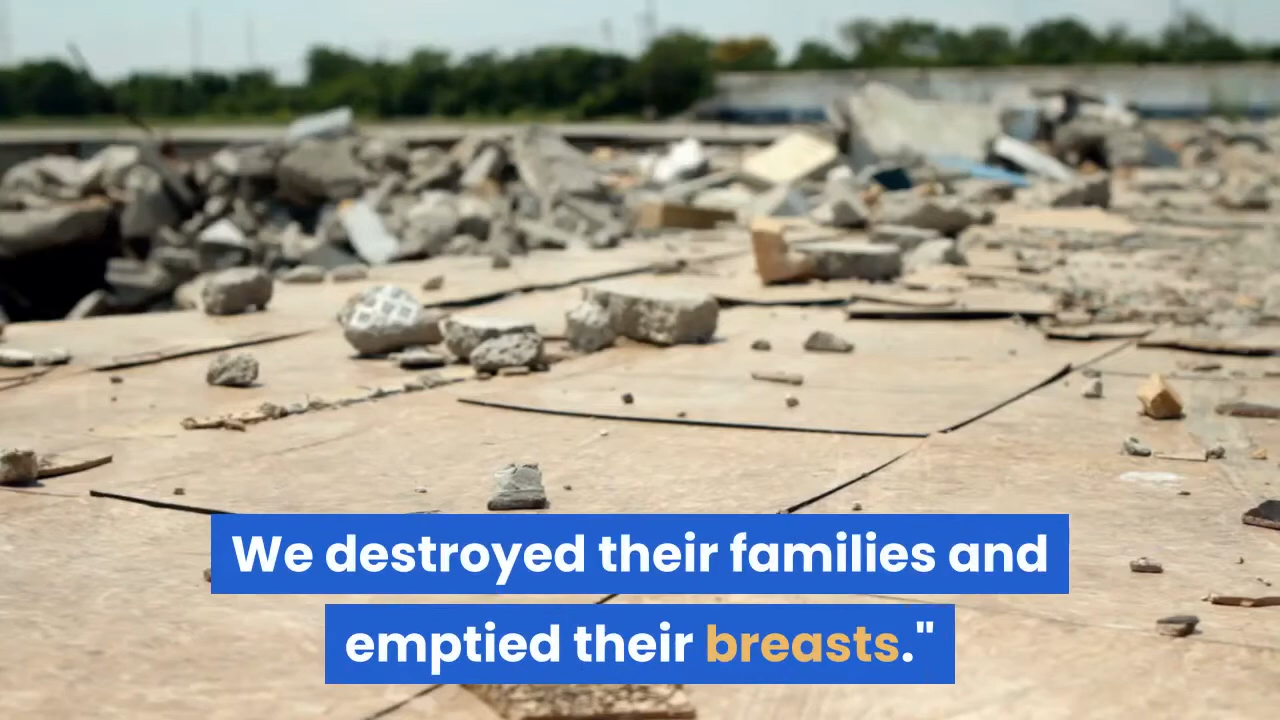 We destroyed their families and
emptied their breasts."